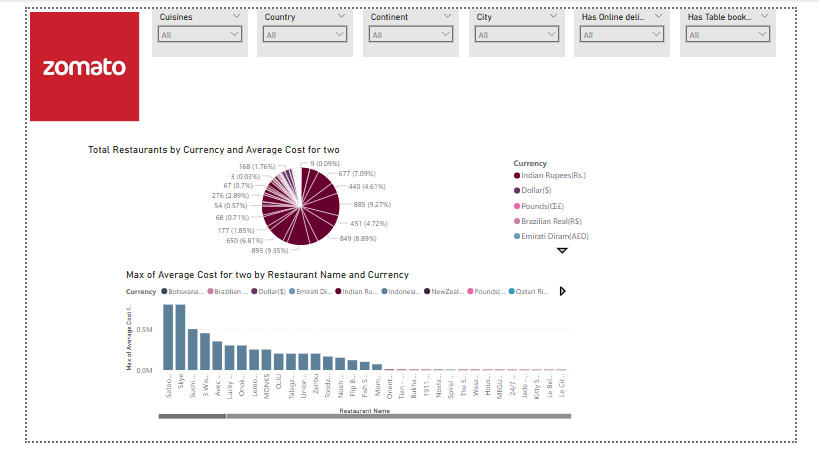 Cuisines
Country
Continent
City
Has Online deli...
Has Table book...
All
All
All
All
All
All
zomato
Total Restaurants by Currency and Average Cost for two
168 (1.76%)
3 (0.03%)
67 (0.7%)
276 (2.89%)
54 (0.57%)
68 (0.71%)
177 (1.85%)
650 (6.81%)
893 (9.35%)
9 (0.09%)
677 (7.09%)
440 (4.61%)
885 (9.27%)
451 (4.72%)
849 (8.89%)
Currency
Indian Rupees(Rs.)
Dollar($)
Pounds(Œ£)
Brazilian Real(R$)
Emirati Diram(AED)
Max of Average Cost for two by Restaurant Name and Currency
Currency
Botswana...
Brazilian ...
Dollar($)
Emirati Di...
Indian Ru...
Indonesi...
NewZeal...
Pounds(...
Qatari Ri...
Max of Average Cost f...
0.5M
0.0M
Satoo...
Skye
Sushi ...
3 Wis...
Avec ...
Lucky ...
Onok...
Lemo...
MONKS
OJJU
Talaga...
Union...
Zenbu
Toodz...
Noah'...
Flip B...
Fish S...
Mom...
Orient...
Tian - ...
Bukha...
1911 ...
Nosta...
Spiral ...
The S...
Wasa...
Haus...
MEGU...
24/7 ...
Jade -...
Kitty S...
Le Bel...
Le Cir...
Restaurant Name